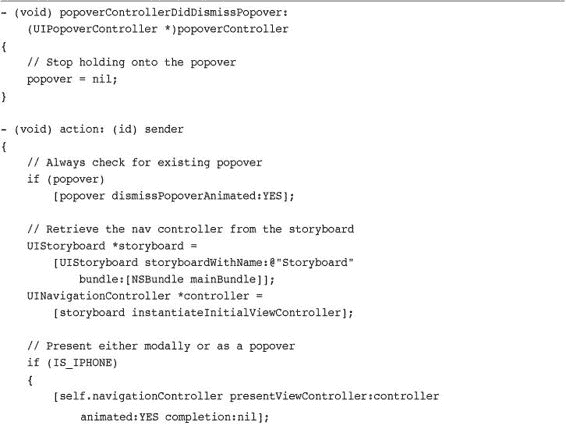 - (void) popoverControllerDidDismissPopover:
    (UIPopoverController *)popoverController
{
    // Stop holding onto the popover
    popover = nil;
}

- (void) action: (id) sender
{
    // Always check for existing popover
    if (popover)
        [popover dismissPopoverAnimated:YES];

    // Retrieve the nav controller from the storyboard
    UIStoryboard *storyboard =
        [UIStoryboard storyboardWithName:@"Storyboard"
            bundle:[NSBundle mainBundle]];
    UINavigationController *controller =
        [storyboard instantiateInitialViewController];

    // Present either modally or as a popover
    if (IS_IPHONE)
    {
        [self.navigationController presentViewController:controller
            animated:YES completion:nil];